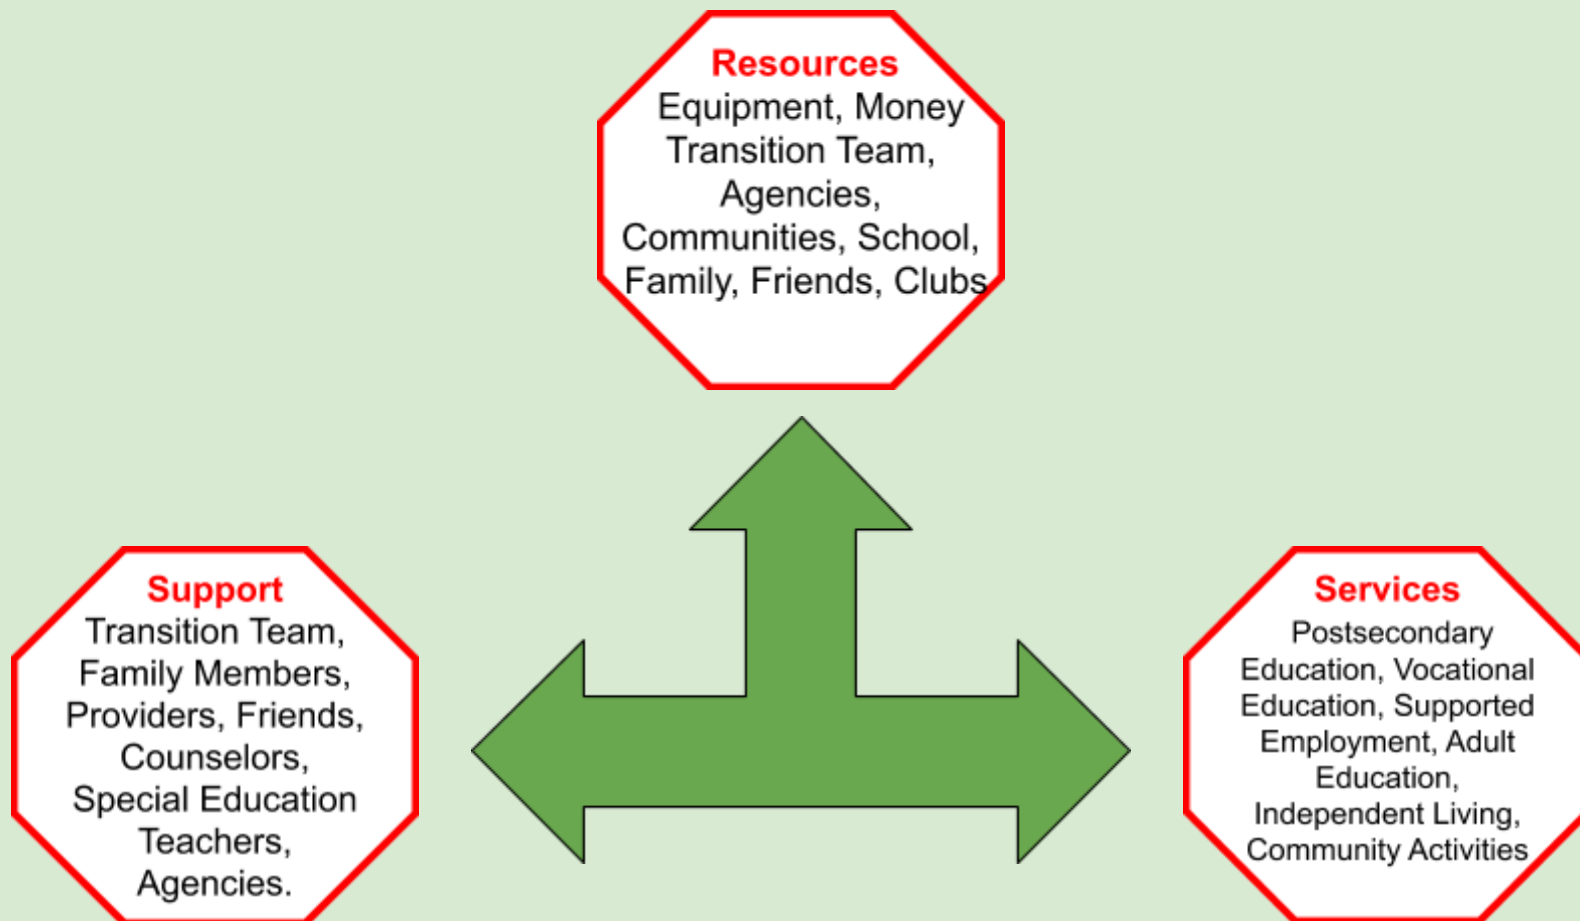 Resources
Equipment, Money
Transition Team,
Agencies,
Communities, School,
Family, Friends, Clubs
Support
Transition Team,
Family Members,
Providers, Friends,
Counselors,
Special Education
Teachers,
Agencies.
Services
Postsecondary
Education, Vocational
Education, Supported
Employment, Adult
Education,
Independent Living,
Community Activities